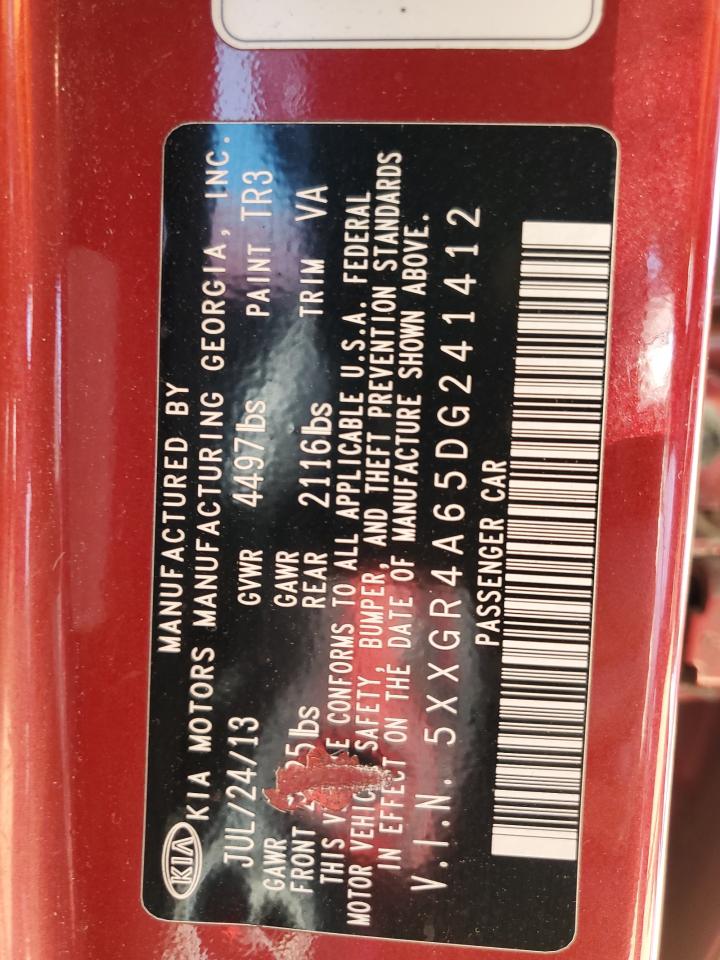 KIA
MANUFACTURED BY
KIA MOTORS MANUFACTURING GEORGIA, INC.
JUL/24/13 GVWR 4497lbs PAINT TR3
GAWR GAWR
FRONT 25lbs REAR 2116lbs TRIM VA
THIS CONFORMS TO ALL APPLICABLE U.S.A. FEDERAL
MOTOR VEHIC SAFETY, BUMPER, AND THEFT PREVENTION STANDARDS
IN EFFECT ON THE DATE OF MANUFACTURE SHOWN ABOVE.
V.I.N. 5XXGR4A65DG241412
PASSENGER CAR